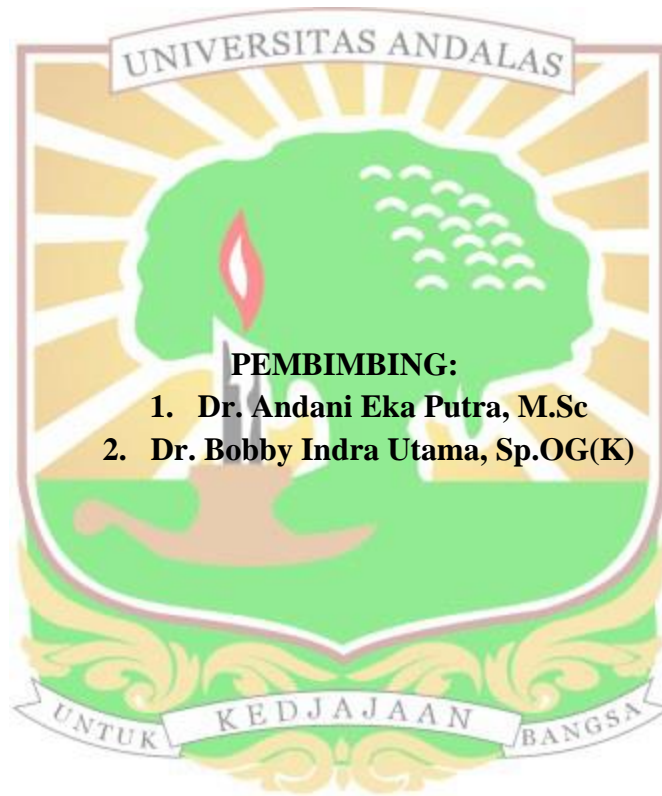 UNIVERSITAS ANDALAS
PEMBIMBING:
1. Dr. Andani Eka Putra, M.Sc
2. Dr. Bobby Indra Utama, Sp.OG(K)
UNTUK KEDJAJAAN BANGSA